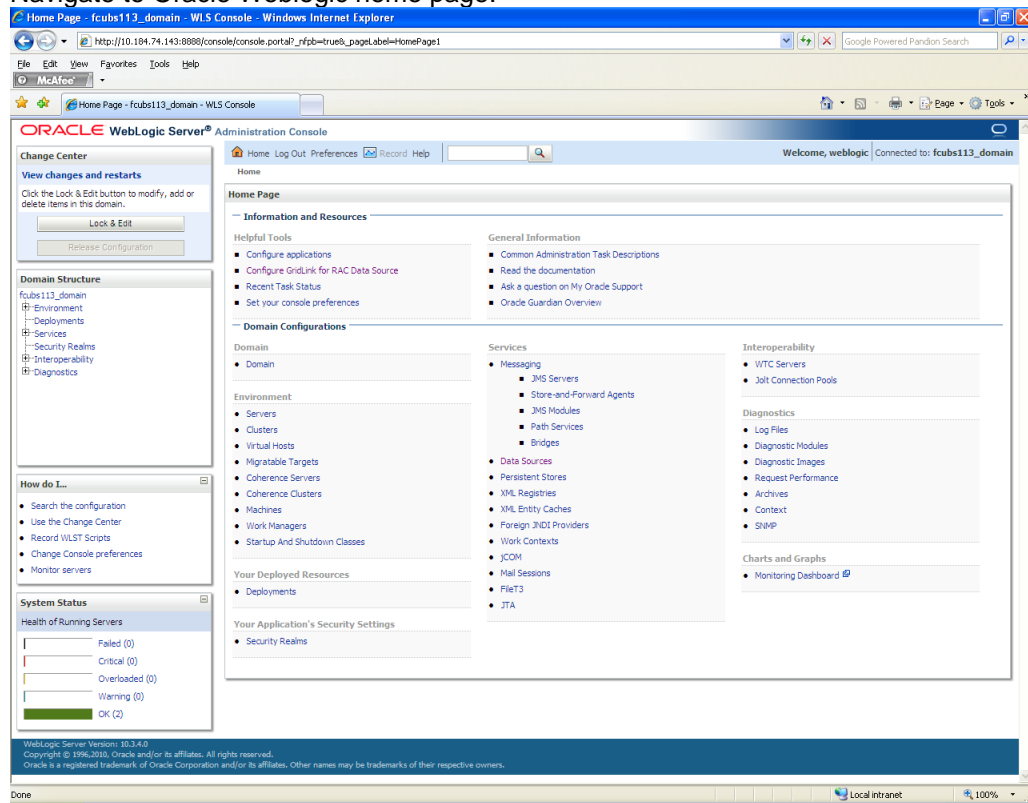 Navigate to Oracle Weblogic home page.
Home Page - fcubs113_domain - WLS Console - Windows Internet Explorer
http://10.184.74.143:8888/console/console.portal?_nfpb=true&_pageLabel=HomePage1
Google Powered Pandion Search
File Edit View Favorites Tools Help
McAfee
Home Page - fcubs113_domain - WLS Console
Page Tools
ORACLE WebLogic Server® Administration Console
Change Center
View changes and restarts
Click the Lock & Edit button to modify, add or
delete items in this domain.
Lock & Edit
Release Configuration
Domain Structure
fcubs113_domain
Environment
Deployments
Services
Security Realms
Interoperability
Diagnostics
How do I...
Search the configuration
Use the Change Center
Record WLST Scripts
Change Console preferences
Monitor servers
System Status
Health of Running Servers
Failed (0)
Critical (0)
Overloaded (0)
Warning (0)
OK (2)
Home Log Out Preferences Record Help
Welcome, weblogic Connected to: fcubs113_domain
Home
Home Page
Information and Resources
Helpful Tools
Configure applications
Configure GridLink for RAC Data Source
Recent Task Status
Set your console preferences
General Information
Common Administration Task Descriptions
Read the documentation
Ask a question on My Oracle Support
Oracle Guardian Overview
Domain Configurations
Domain
Domain
Environment
Servers
Clusters
Virtual Hosts
Migratable Targets
Coherence Servers
Coherence Clusters
Machines
Work Managers
Startup And Shutdown Classes
Your Deployed Resources
Deployments
Your Application's Security Settings
Security Realms
Services
Messaging
JMS Servers
Store-and-Forward Agents
JMS Modules
Path Services
Bridges
Data Sources
Persistent Stores
XML Registries
XML Entity Caches
Foreign JNDI Providers
Work Contexts
jCOM
Mail Sessions
FileT3
JTA
Interoperability
WTC Servers
Jolt Connection Pools
Diagnostics
Log Files
Diagnostic Modules
Diagnostic Images
Request Performance
Archives
Context
SNMP
Charts and Graphs
Monitoring Dashboard
WebLogic Server Version: 10.3.4.0
Copyright © 1996,2010, Oracle and/or its affiliates. All rights reserved.
Oracle is a registered trademark of Oracle Corporation and/or its affiliates. Other names may be trademarks of their respective owners.
Done
Local intranet
100%